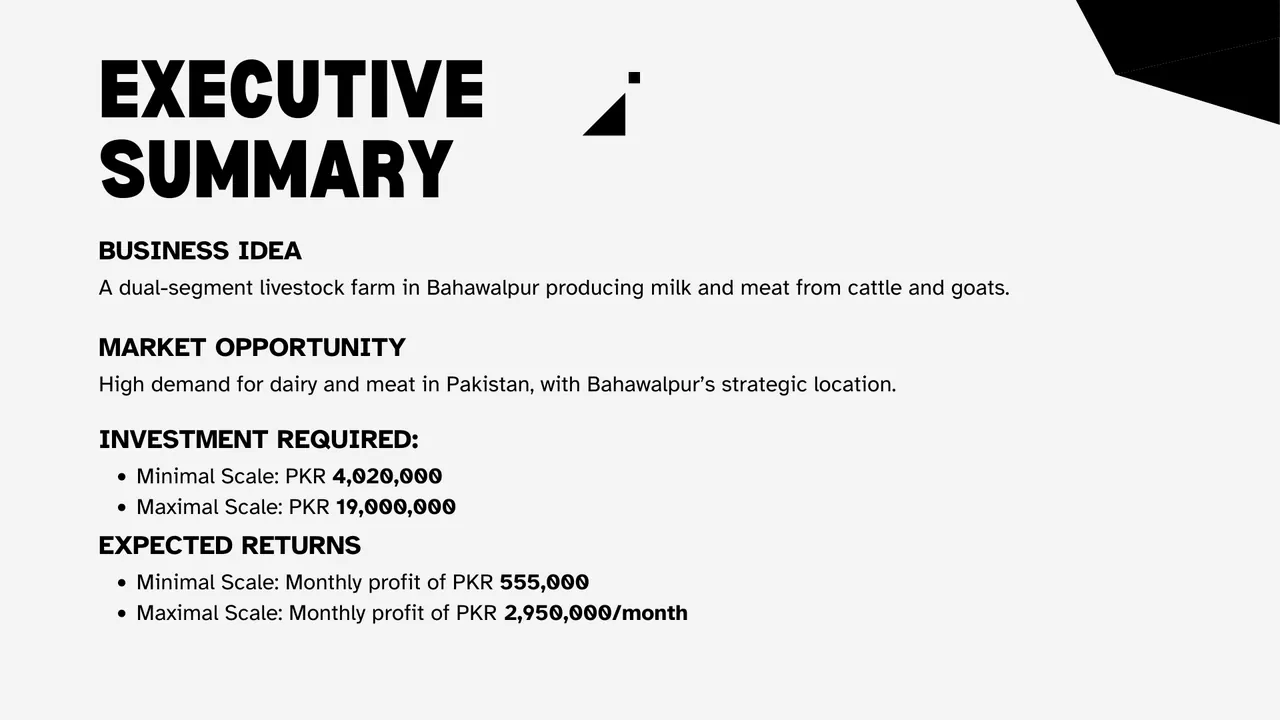 EXECUTIVE
SUMMARY
BUSINESS IDEA
A dual-segment livestock farm in Bahawalpur producing milk and meat from cattle and goats.
MARKET OPPORTUNITY
High demand for dairy and meat in Pakistan, with Bahawalpur’s strategic location.
INVESTMENT REQUIRED:
• Minimal Scale: PKR 4,020,000
• Maximal Scale: PKR 19,000,000
EXPECTED RETURNS
• Minimal Scale: Monthly profit of PKR 555,000
• Maximal Scale: Monthly profit of PKR 2,950,000/month